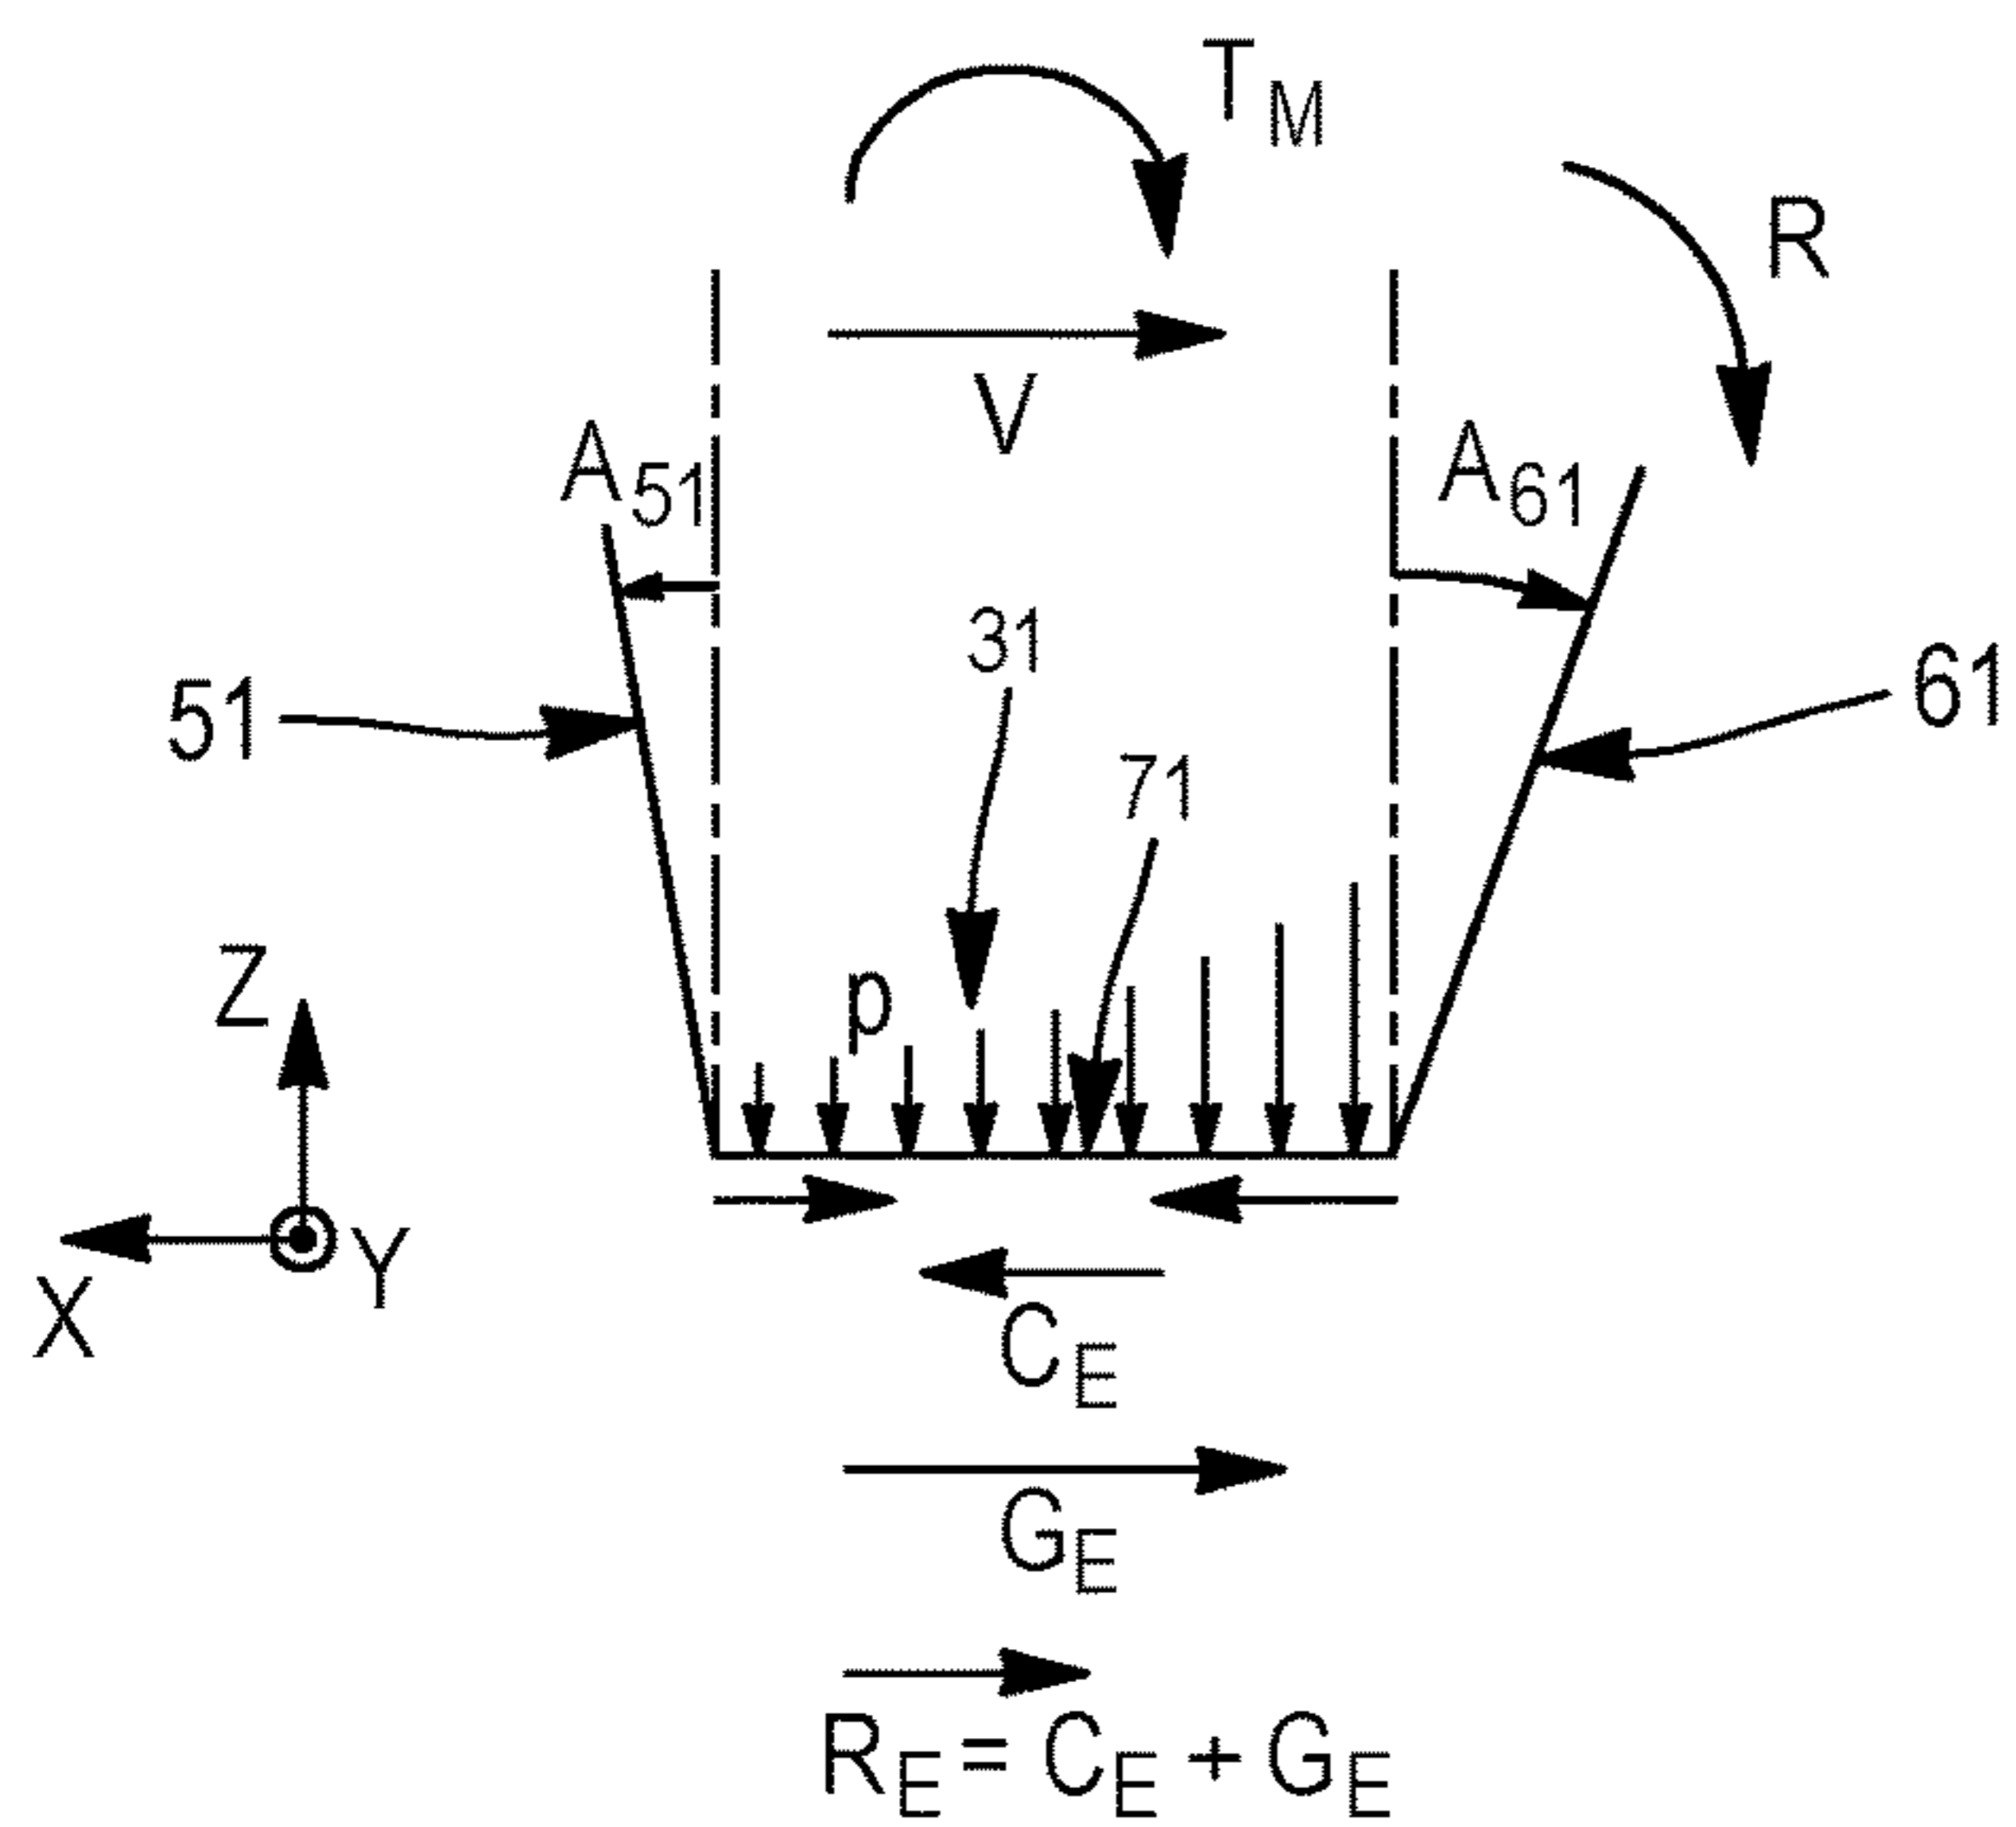 T_M
R
V
A_51
A_61
31
51
61
71
p
Z
Y
X
C_E
G_E
R_E = C_E + G_E